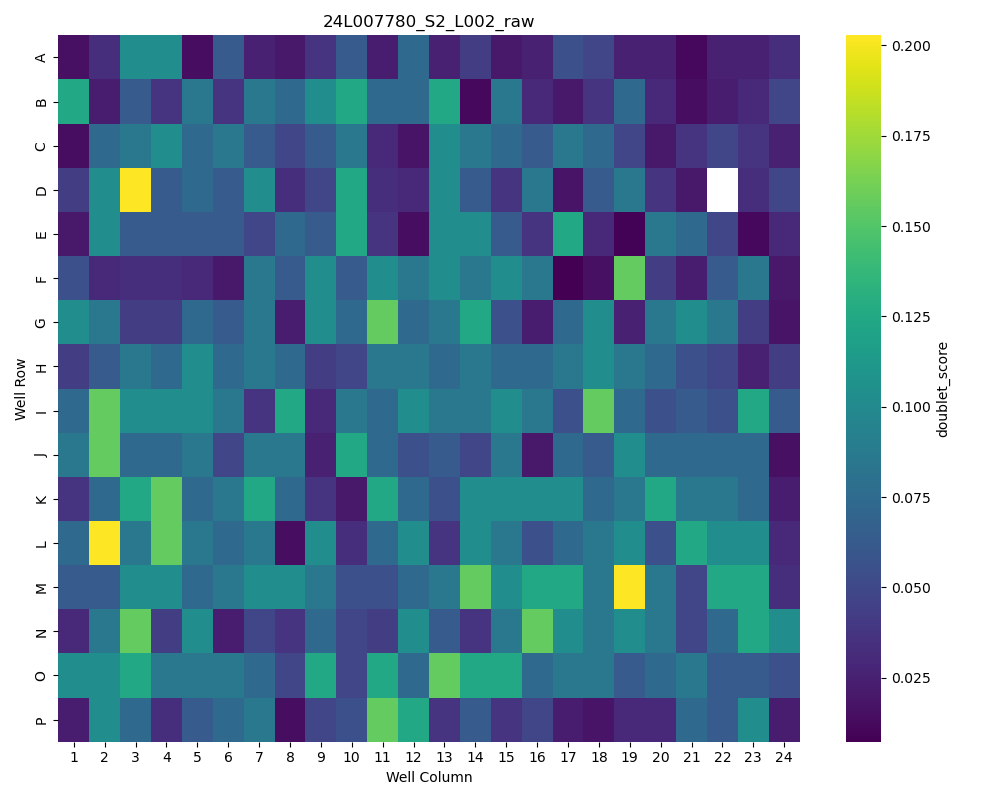 24L007780_S2_L002_raw
Well Row
A
B
C
D
E
F
G
H
I
J
K
L
M
N
O
P
1 2 3 4 5 6 7 8 9 10 11 12 13 14 15 16 17 18 19 20 21 22 23 24
Well Column
0.200
0.175
0.150
0.125
0.100
0.075
0.050
0.025
doublet_score